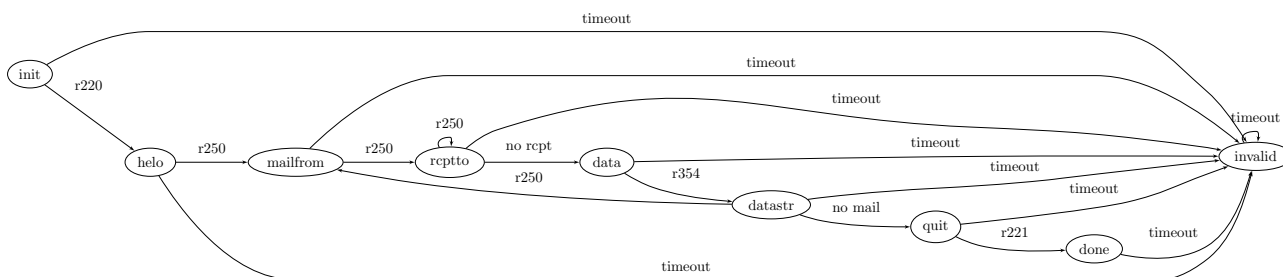 timeout
init
r220
timeout
timeout
r250
timeout
r250
r250
no rcpt
timeout
helo
mailfrom
rcptto
data
invalid
timeout
r250
r354
timeout
datastr
no mail
quit
r221
timeout
done
timeout